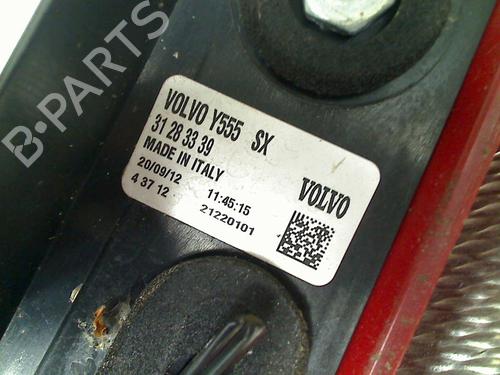 B-PARTS
VOLVO Y555 SX
31 28 33 39
MADE IN ITALY
20/09/12 11:45:15
4 37 12 21220101
VOLVO